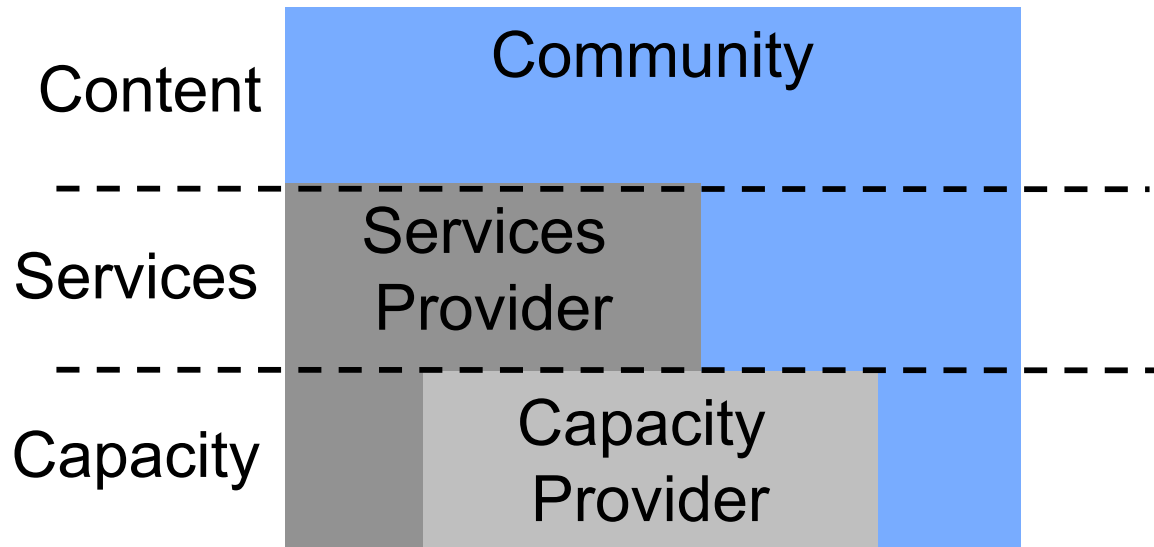 Community
Content
Services
Provider
Services
Capacity
Provider
Capacity